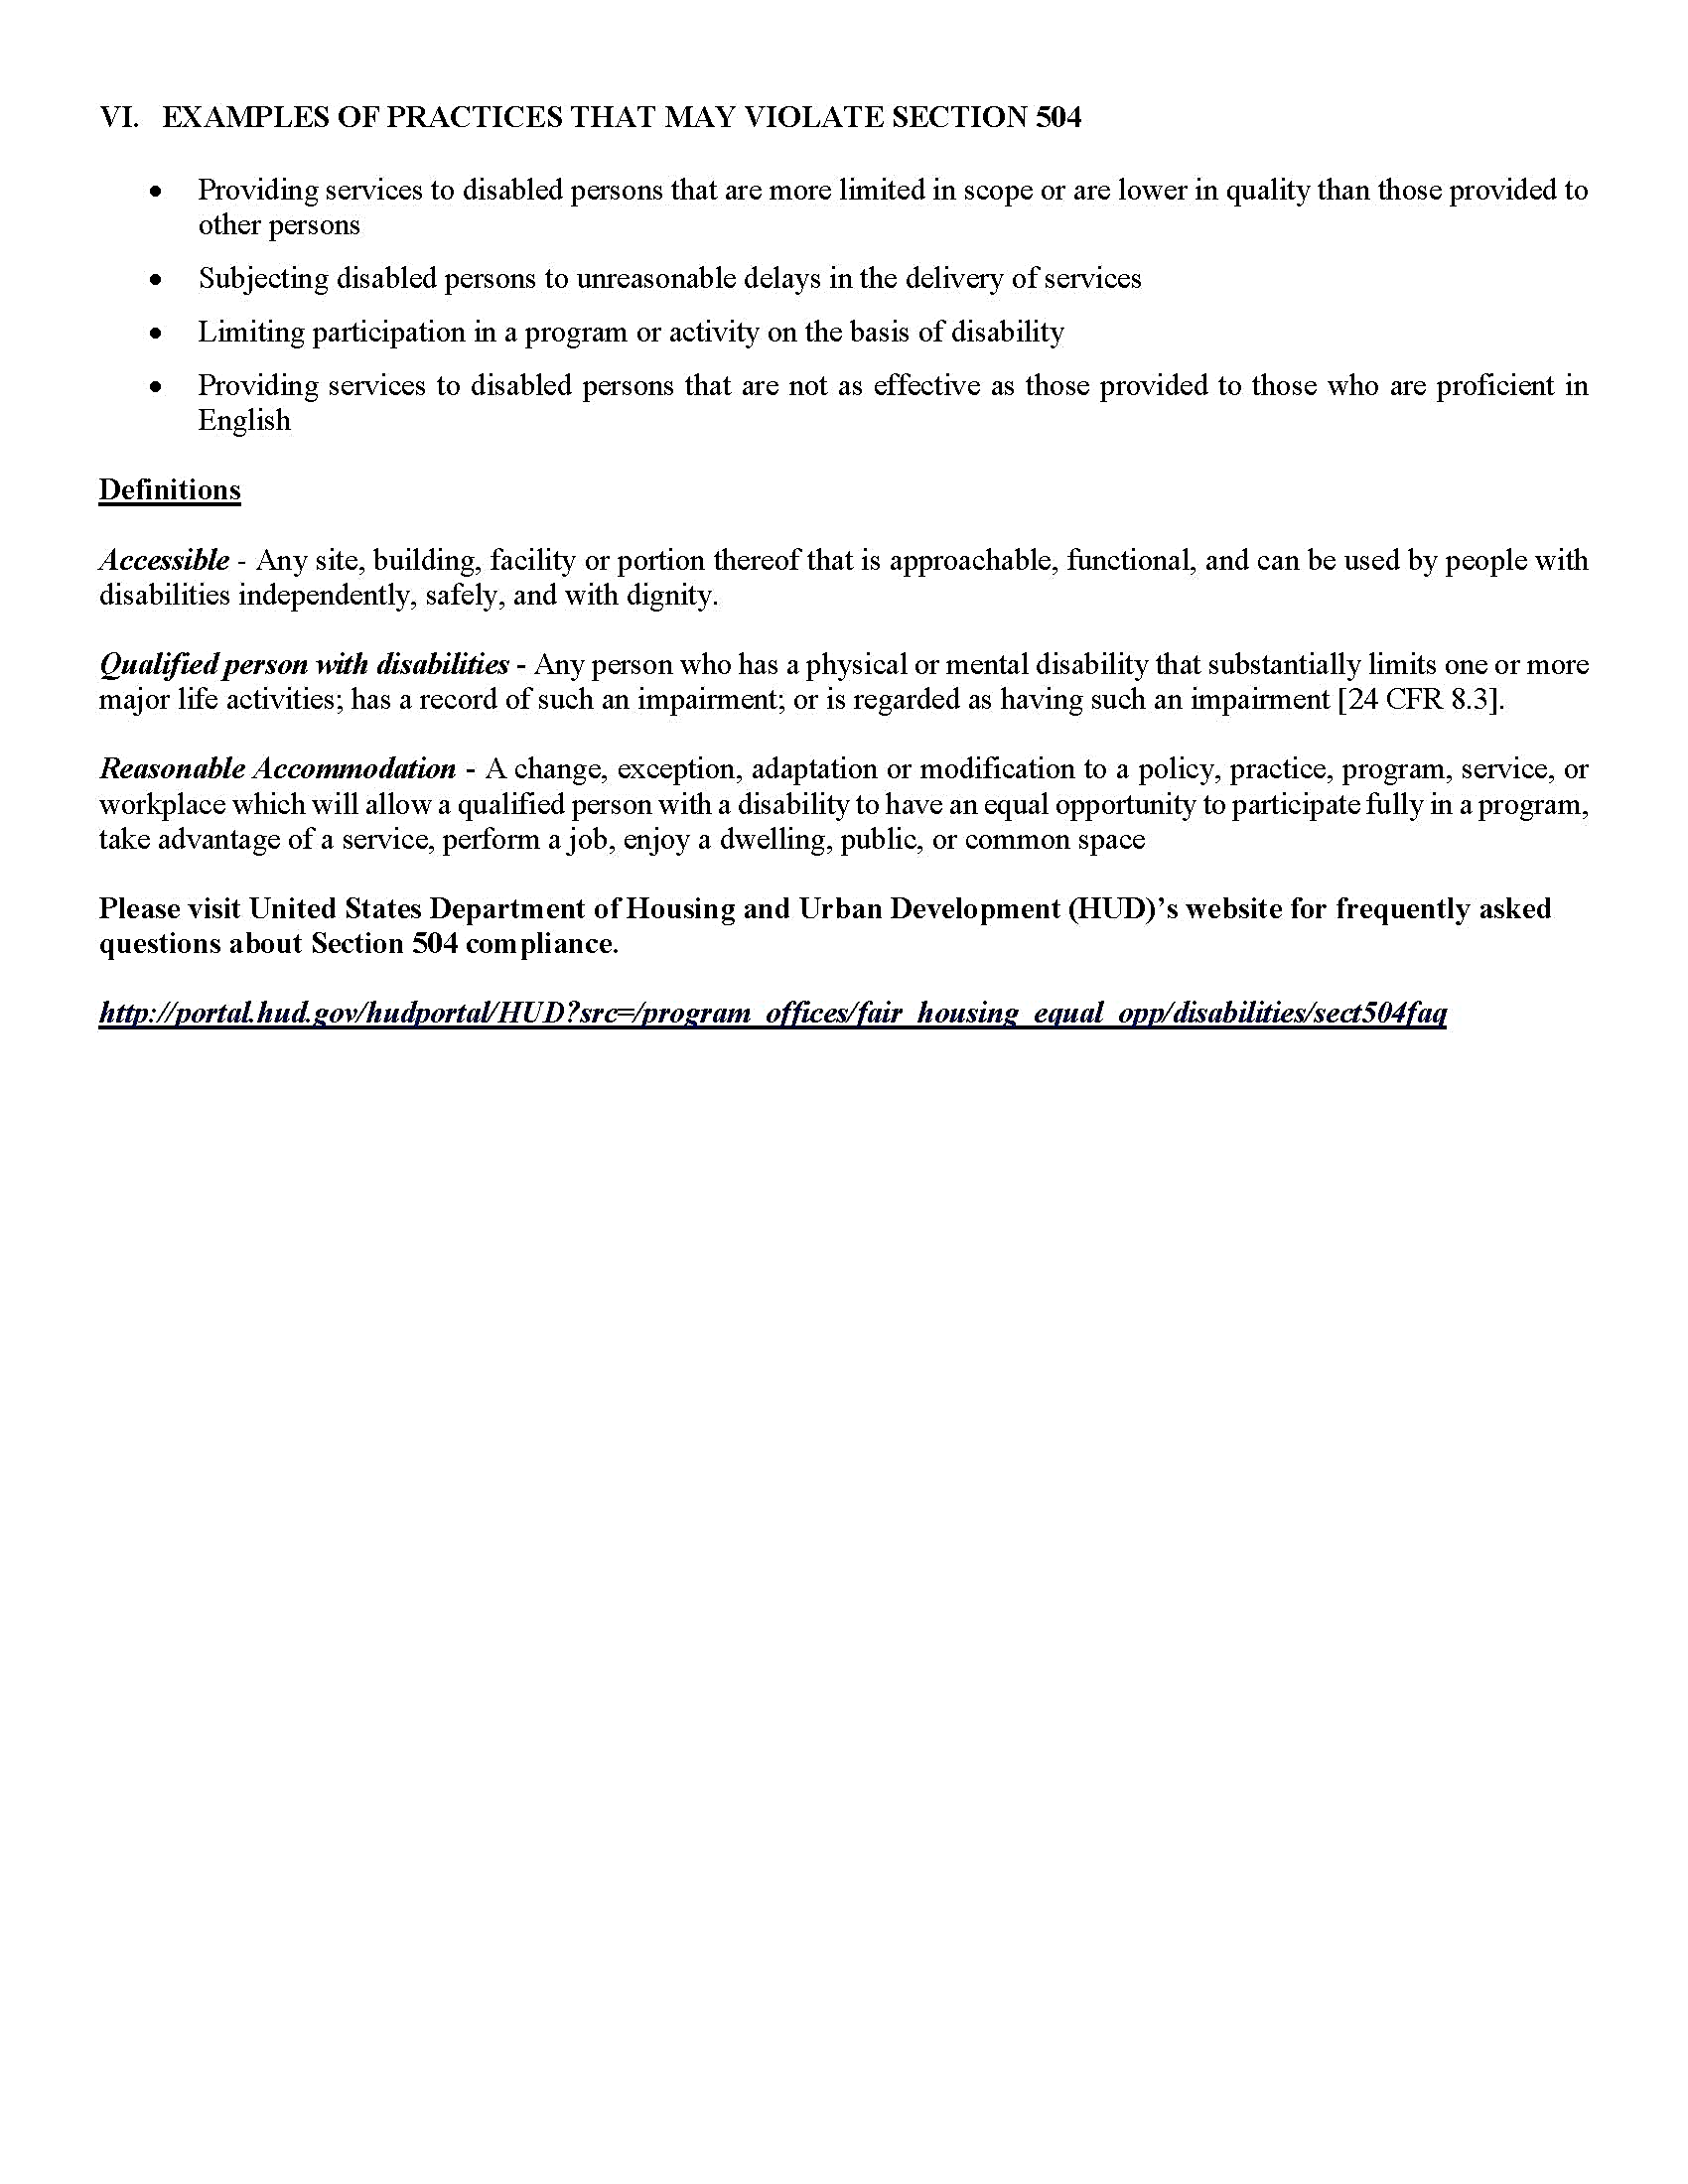 VI. EXAMPLES OF PRACTICES THAT MAY VIOLATE SECTION 504
• Providing services to disabled persons that are more limited in scope or are lower in quality than those provided to
other persons
• Subjecting disabled persons to unreasonable delays in the delivery of services
• Limiting participation in a program or activity on the basis of disability
• Providing services to disabled persons that are not as effective as those provided to those who are proficient in
English
Definitions
Accessible - Any site, building, facility or portion thereof that is approachable, functional, and can be used by people with
disabilities independently, safely, and with dignity.
Qualified person with disabilities - Any person who has a physical or mental disability that substantially limits one or more
major life activities; has a record of such an impairment; or is regarded as having such an impairment [24 CFR 8.3].
Reasonable Accommodation - A change, exception, adaptation or modification to a policy, practice, program, service, or
workplace which will allow a qualified person with a disability to have an equal opportunity to participate fully in a program,
take advantage of a service, perform a job, enjoy a dwelling, public, or common space
Please visit United States Department of Housing and Urban Development (HUD)’s website for frequently asked
questions about Section 504 compliance.
http://portal.hud.gov/hudportal/HUD?src=/program_offices/fair_housing_equal_opp/disabilities/sect504faq